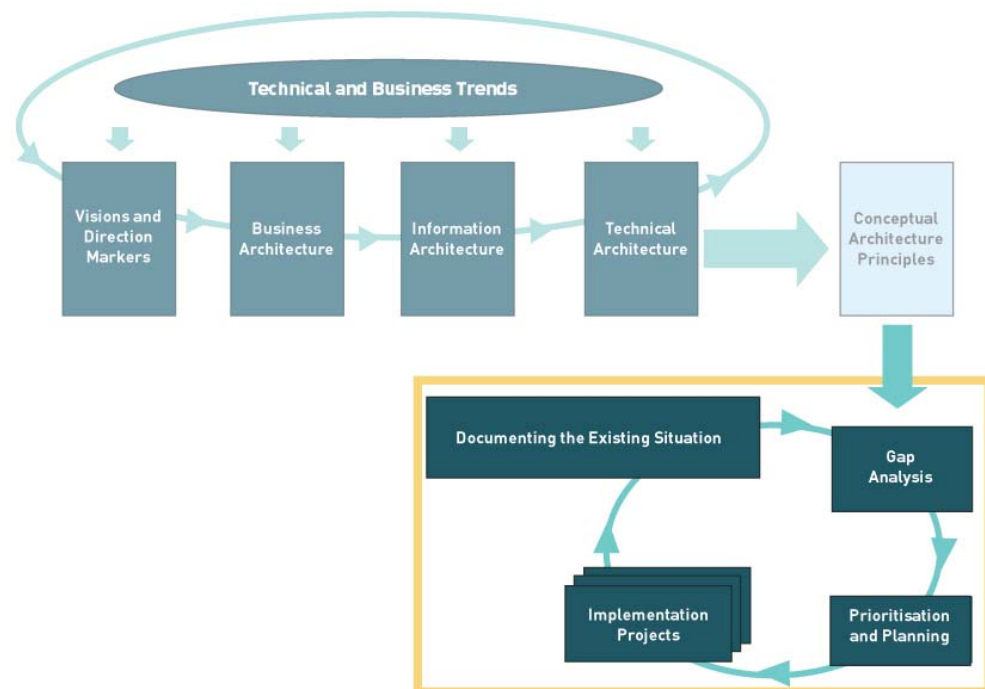 Technical and Business Trends
Visions and
Direction
Markers
Business
Architecture
Information
Architecture
Technical
Architecture
Conceptual
Architecture
Principles
Documenting the Existing Situation
Gap
Analysis
Implementation
Projects
Prioritisation
and Planning